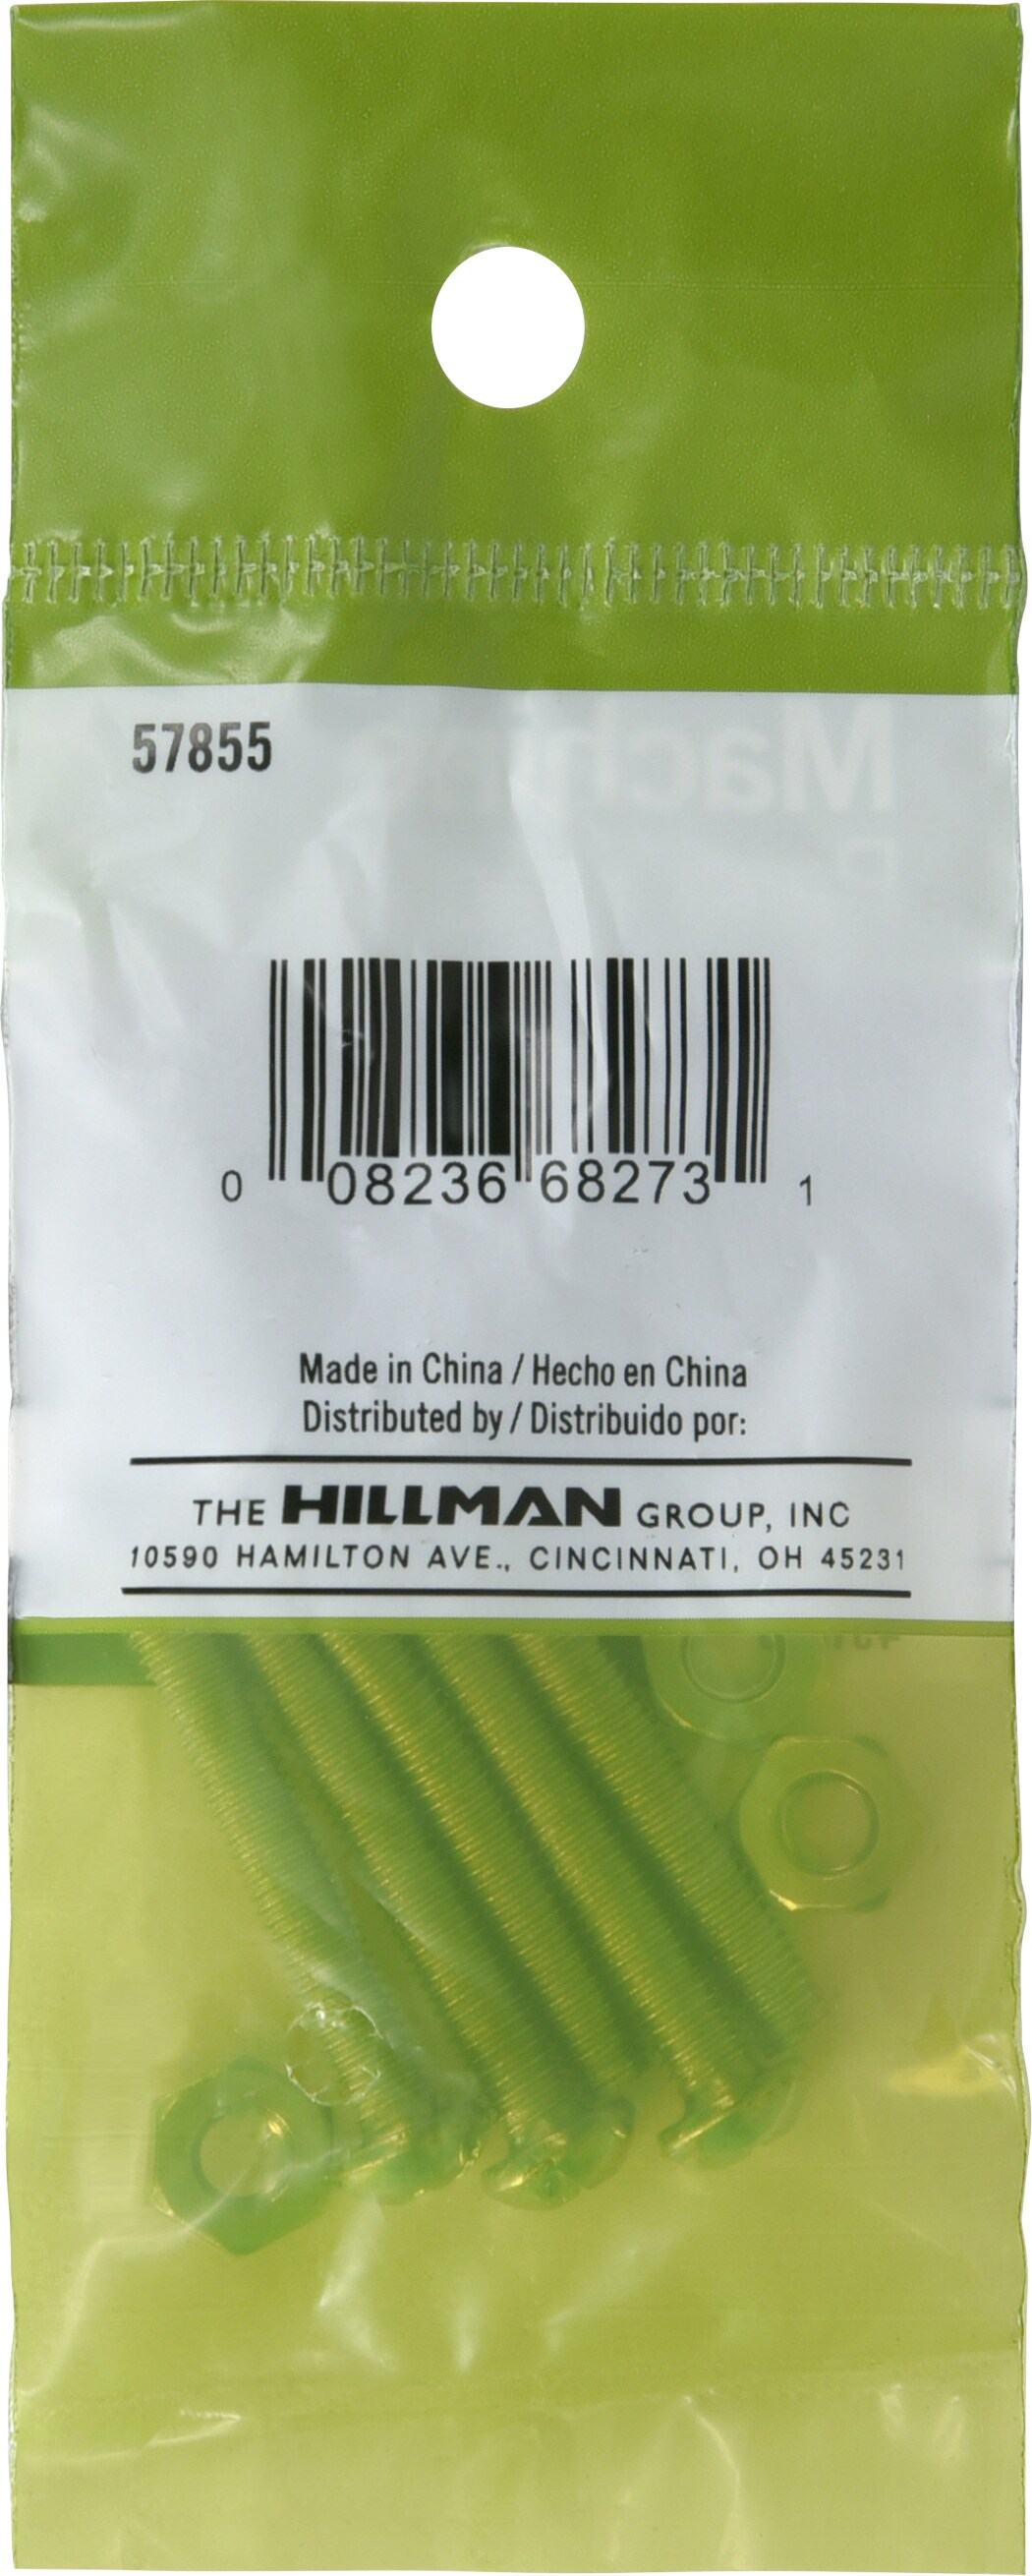 57855
0 08236 68273 1
Made in China / Hecho en China
Distributed by / Distribuido por:
THE HILLMAN GROUP, INC
10590 HAMILTON AVE., CINCINNATI, OH 45231